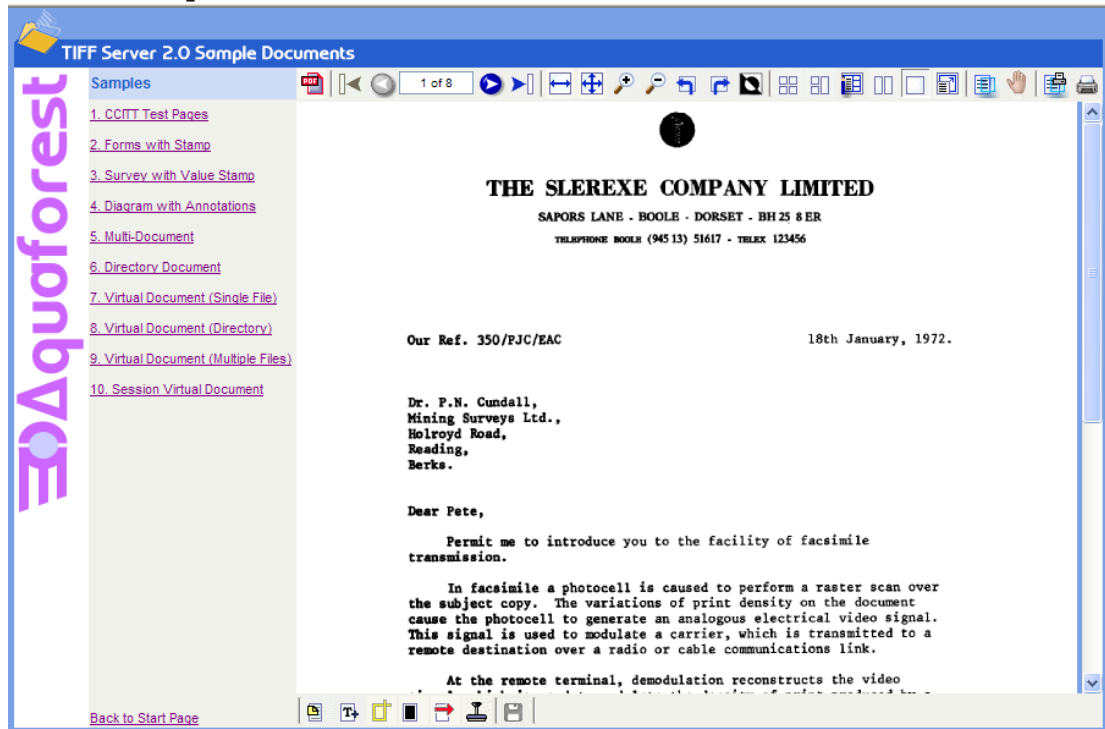 TIFF Server 2.0 Sample Documents
Aquaforest
Samples
1. CCITT Test Pages
2. Forms with Stamp
3. Survey with Value Stamp
4. Diagram with Annotations
5. Multi-Document
6. Directory Document
7. Virtual Document (Single File)
8. Virtual Document (Directory)
9. Virtual Document (Multiple Files)
10. Session Virtual Document
Back to Start Page
PDF
1 of 8
THE SLEREXE COMPANY LIMITED
SAPORS LANE - BOOLE - DORSET - BH 25 8 ER
TELEPHONE BOOLE (945 13) 51617 - TELEX 123456
Our Ref. 350/PJC/EAC 18th January, 1972.
Dr. P.N. Cundall,
Mining Surveys Ltd.,
Holroyd Road,
Reading,
Berks.
Dear Pete,
Permit me to introduce you to the facility of facsimile
transmission.
In facsimile a photocell is caused to perform a raster scan over
the subject copy. The variations of print density on the document
cause the photocell to generate an analogous electrical video signal.
This signal is used to modulate a carrier, which is transmitted to a
remote destination over a radio or cable communications link.
At the remote terminal, demodulation reconstructs the video
T+